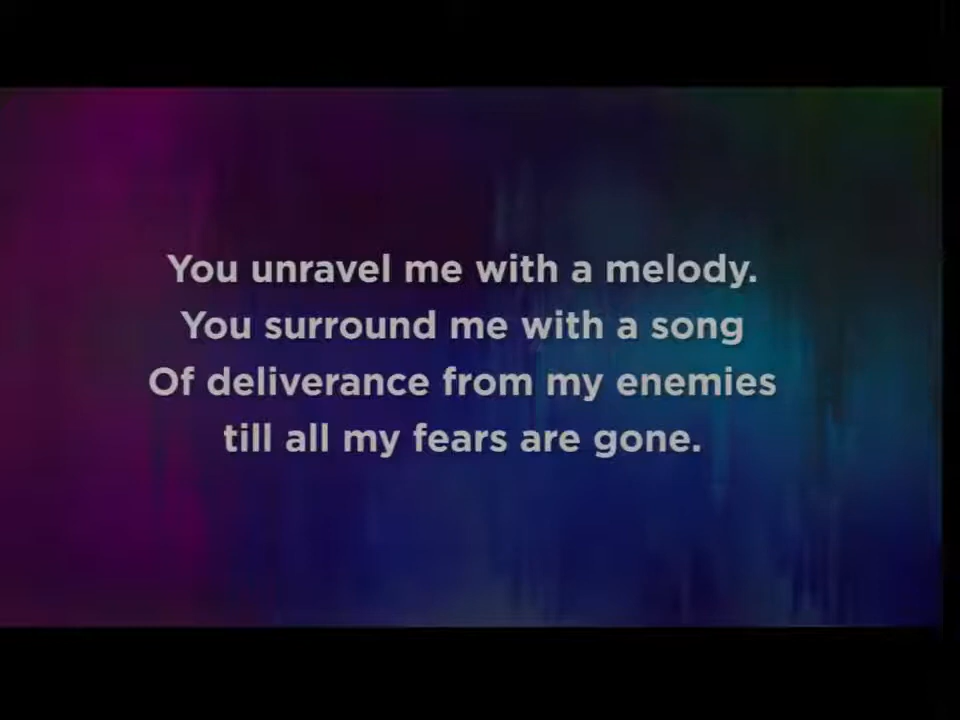 You unravel me with a melody.
You surround me with a song
Of deliverance from my enemies
till all my fears are gone.